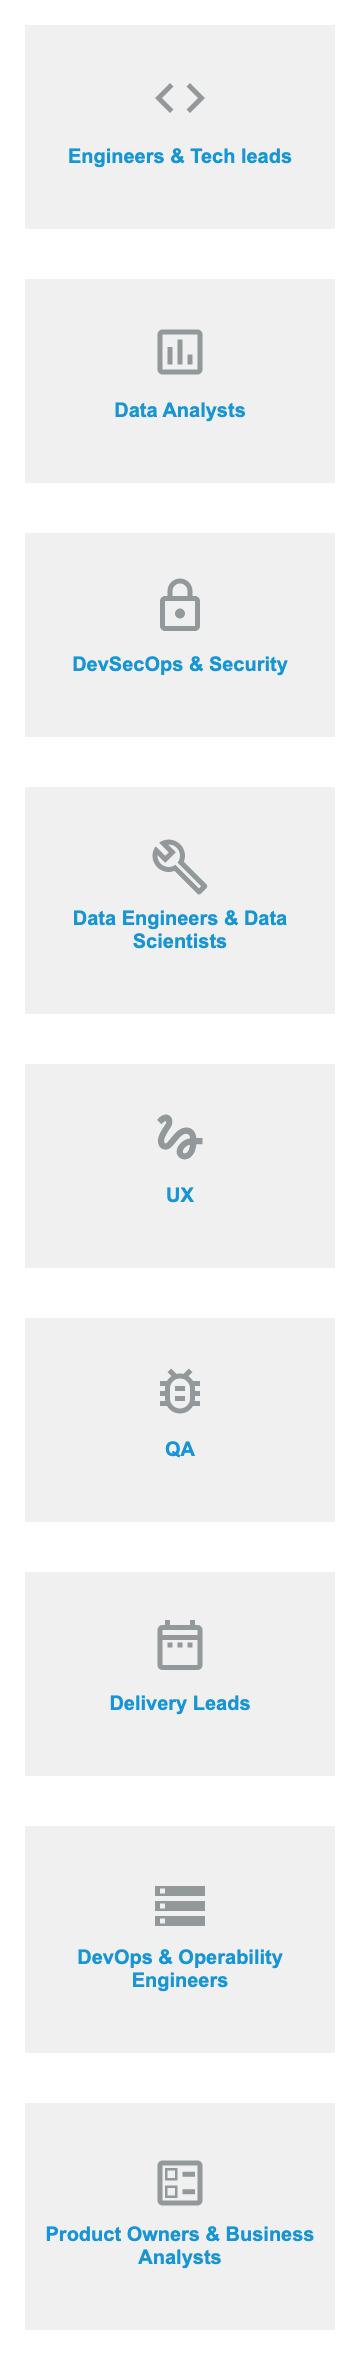 Engineers & Tech leads
Data Analysts
DevSecOps & Security
Data Engineers & Data
Scientists
UX
QA
Delivery Leads
DevOps & Operability
Engineers
Product Owners & Business
Analysts